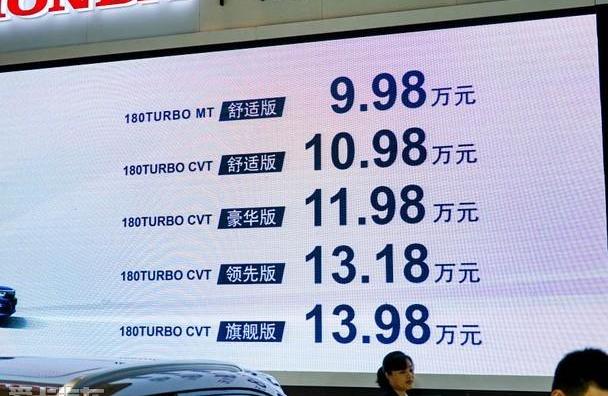 HONDA
180TURBO MT 舒适版 9.98万元
180TURBO CVT 舒适版 10.98万元
180TURBO CVT 豪华版 11.98万元
180TURBO CVT 领先版 13.18万元
180TURBO CVT 旗舰版 13.98万元